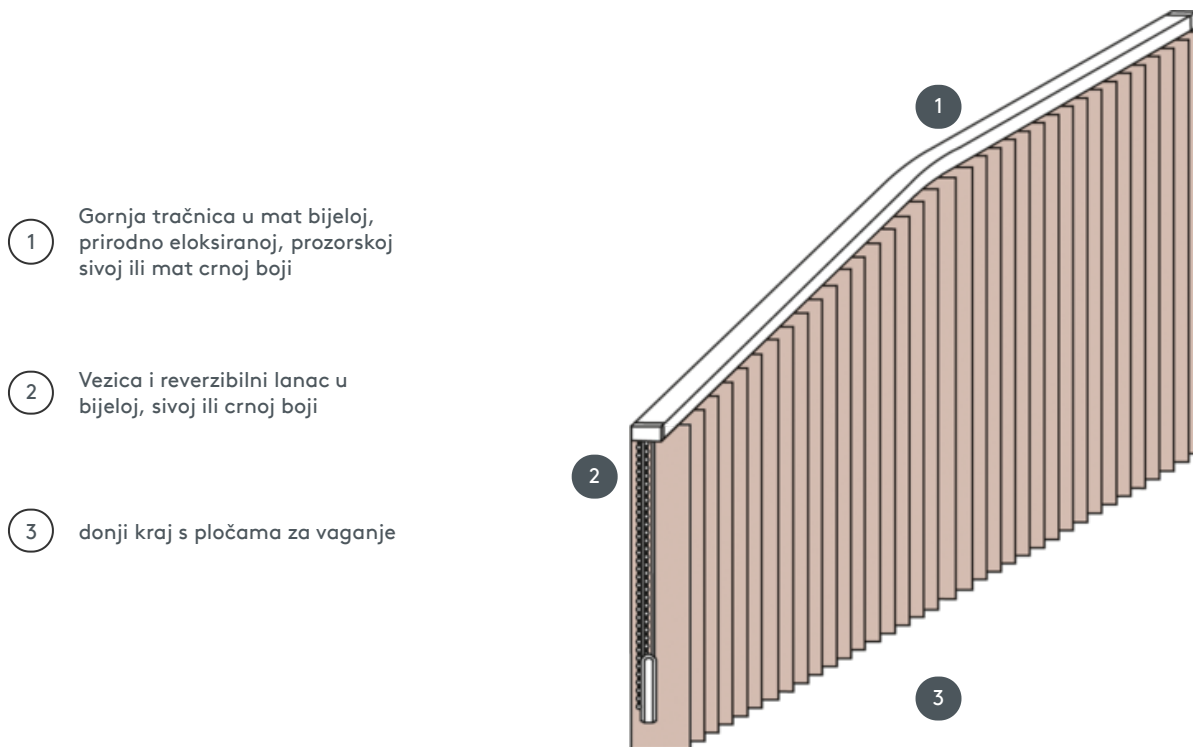 1
Gornja tračnica u mat bijeloj,
prirodno eloksiranoj, prozorskoj
sivoj ili mat crnoj boji
2
Vezica i reverzibilni lanac u
bijeloj, sivoj ili crnoj boji
3
donji kraj s pločama za vaganje
1
2
3